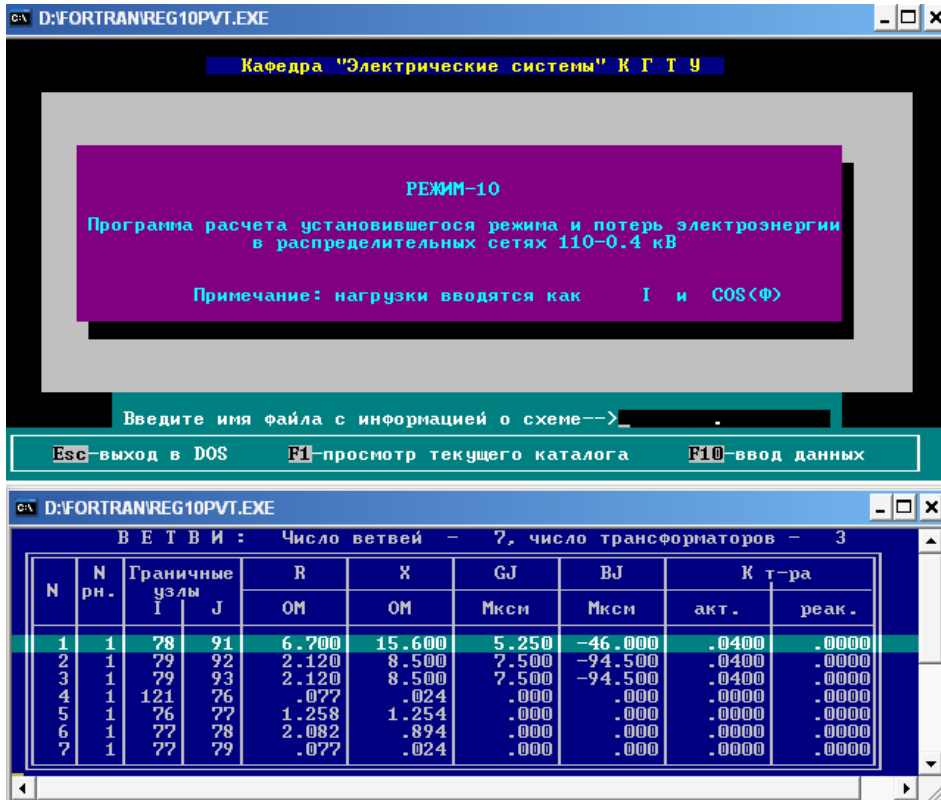 D:\FORTRAN\REG10PVT.EXE
Кафедра "Электрические системы" К Г Т У
РЕЖИМ-10
Программа расчета установившегося режима и потерь электроэнергии
в распределительных сетях 110-0.4 кВ
Примечание: нагрузки вводятся как I и COS(Ф)
Введите имя файла с информацией о схеме--> .
Esc-выход в DOS F1-просмотр текущего каталога F10-ввод данных
D:\FORTRAN\REG10PVT.EXE
В Е Т В И : Число ветвей - 7, число трансформаторов - 3
N N рн. Граничные узлы R X GJ BJ К т-ра
I J ОМ ОМ Мксм Мксм акт. реак.
1 1 78 91 6.700 15.600 5.250 -46.000 .0400 .0000
2 1 79 92 2.120 8.500 7.500 -94.500 .0400 .0000
3 1 79 93 2.120 8.500 7.500 -94.500 .0400 .0000
4 1 121 76 .077 .024 .000 .000 .0000 .0000
5 1 76 77 1.258 1.254 .000 .000 .0000 .0000
6 1 77 78 2.082 .894 .000 .000 .0000 .0000
7 1 77 79 .077 .024 .000 .000 .0000 .0000